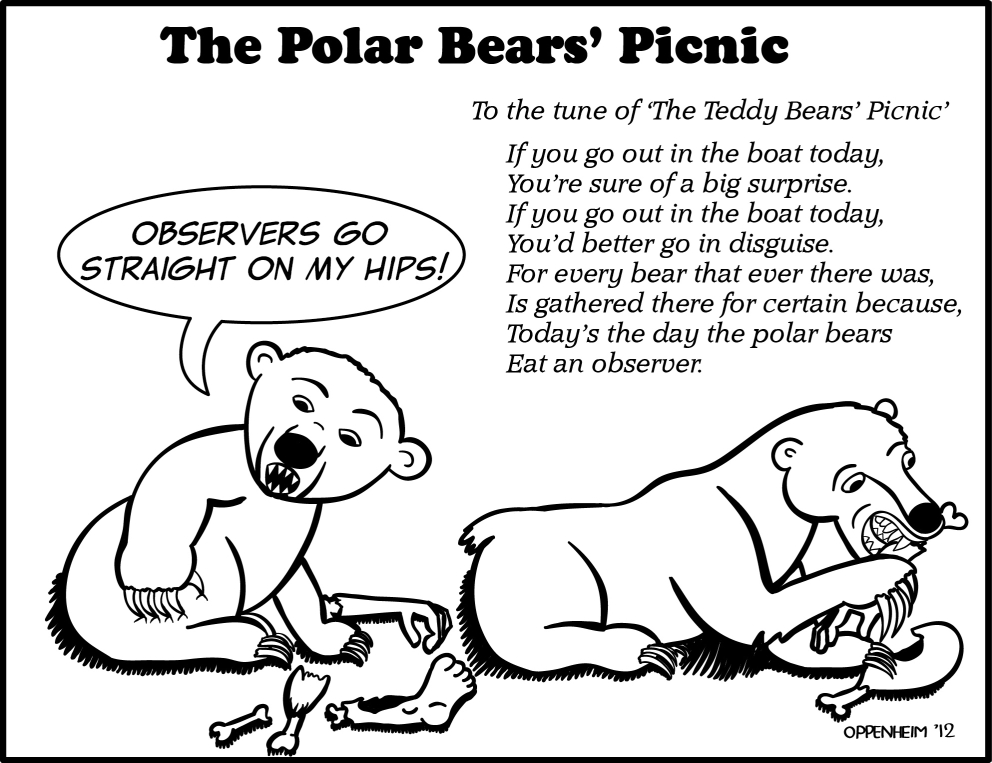 The Polar Bears’ Picnic
To the tune of ‘The Teddy Bears’ Picnic’
If you go out in the boat today,
You’re sure of a big surprise.
If you go out in the boat today,
You’d better go in disguise.
For every bear that ever there was,
Is gathered there for certain because,
Today’s the day the polar bears
Eat an observer.
OBSERVERS GO
STRAIGHT ON MY HIPS!
OPPENHEIM ’12